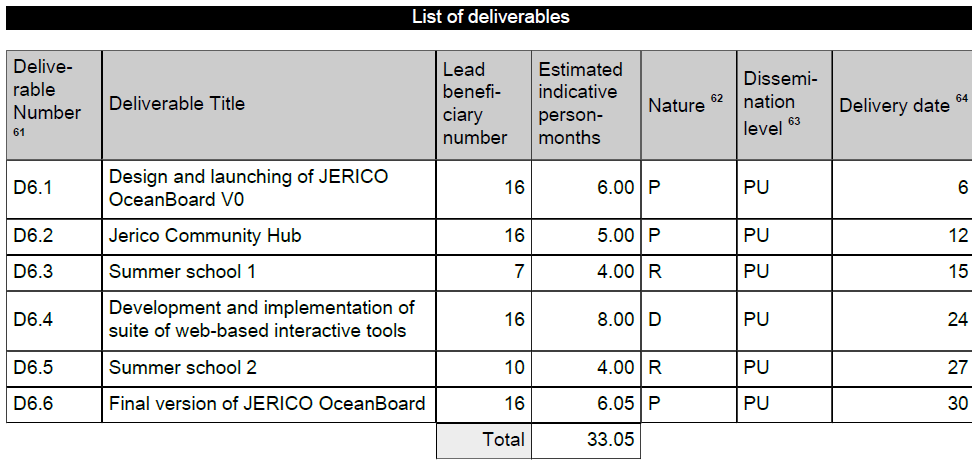 List of deliverables
Delive-
rable
Number
61
Deliverable Title
Lead
benefi-
ciary
number
Estimated
indicative
person-
months
Nature 62
Dissemi-
nation
level 63
Delivery date 64
D6.1
Design and launching of JERICO
OceanBoard V0
16
6.00
P
PU
6
D6.2
Jerico Community Hub
16
5.00
P
PU
12
D6.3
Summer school 1
7
4.00
R
PU
15
D6.4
Development and implementation of
suite of web-based interactive tools
16
8.00
D
PU
24
D6.5
Summer school 2
10
4.00
R
PU
27
D6.6
Final version of JERICO OceanBoard
16
6.05
P
PU
30
Total
33.05